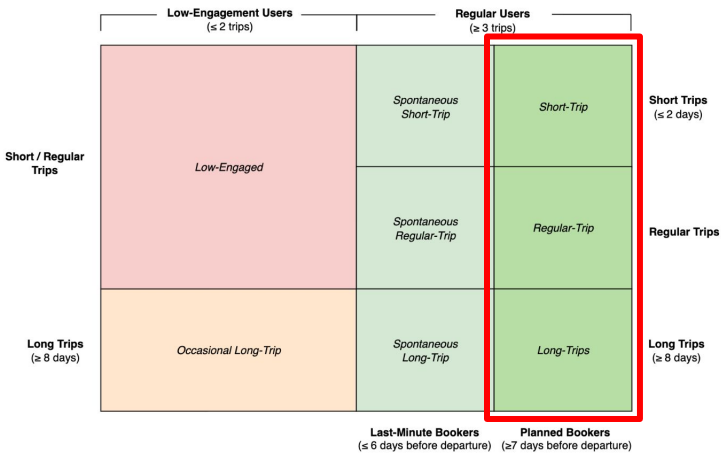 Low-Engagement Users
(≤ 2 trips)
Regular Users
(≥ 3 trips)
Short / Regular
Trips
Low-Engaged
Spontaneous
Short-Trip
Short-Trip
Short Trips
(≤ 2 days)
Spontaneous
Regular-Trip
Regular-Trip
Regular Trips
Long Trips
(≥ 8 days)
Occasional Long-Trip
Spontaneous
Long-Trip
Long-Trips
Long Trips
(≥ 8 days)
Last-Minute Bookers
(≤ 6 days before departure)
Planned Bookers
(≥7 days before departure)